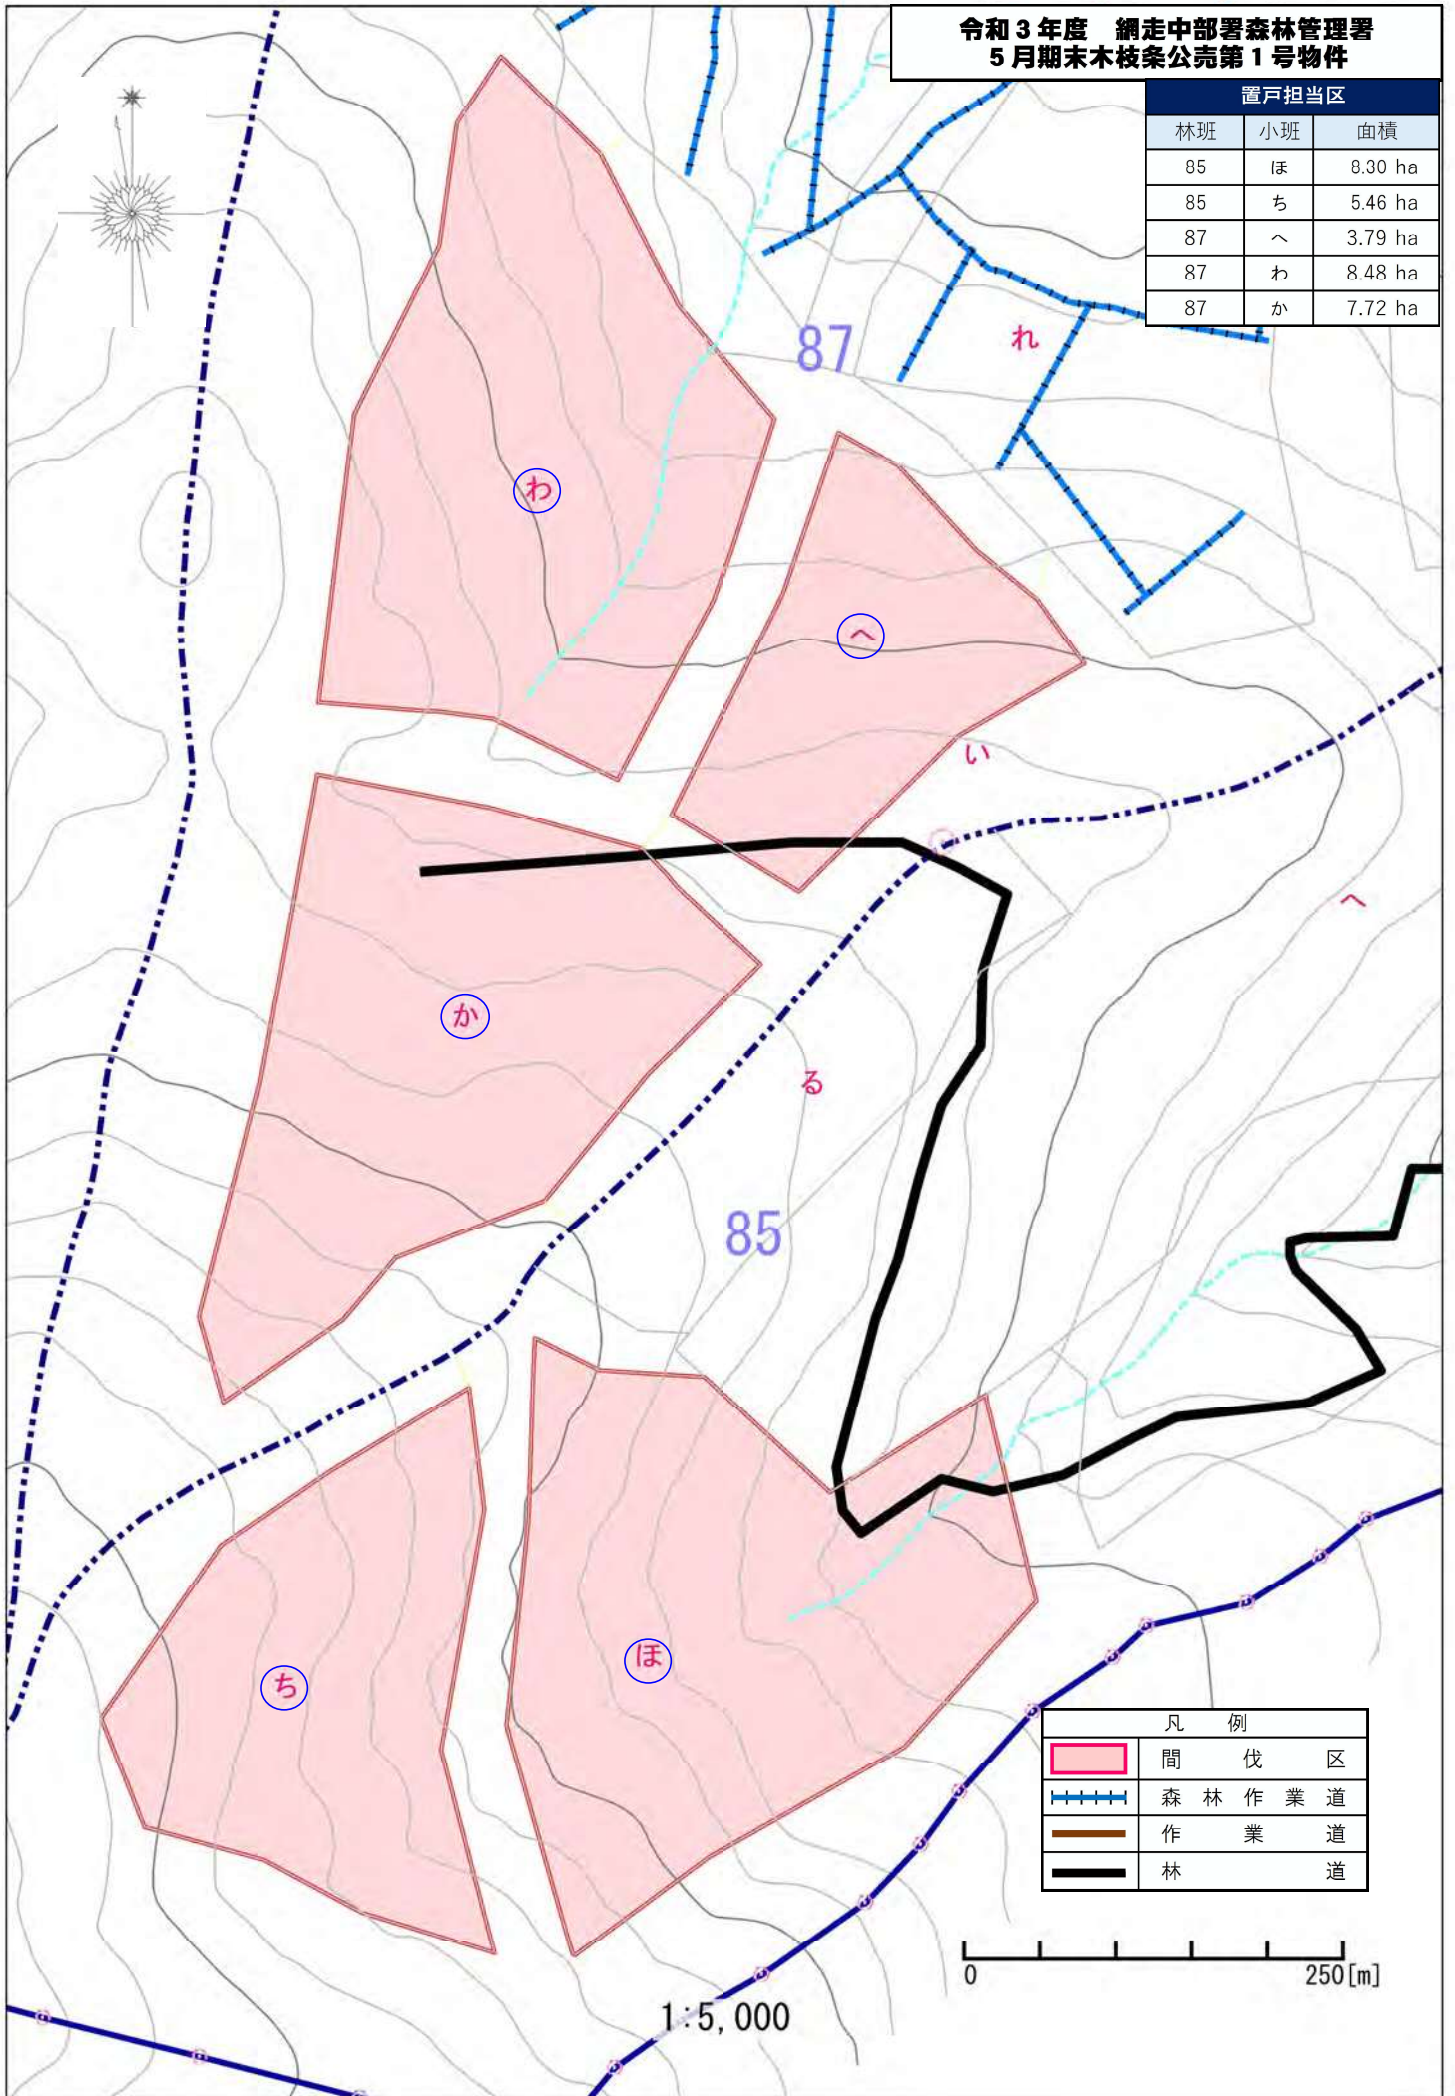 令和３年度　網走中部署森林管理署
５月期末木枝条公売第１号物件
置戸担当区
林班 小班 面積
85 ほ 8.30 ha
85 ち 5.46 ha
87 へ 3.79 ha
87 わ 8.48 ha
87 か 7.72 ha
87
れ
わ
へ
い
へ
か
る
85
ほ
ち
凡　例
間伐区
森林作業道
作業道
林道
0 250[m]
1:5,000